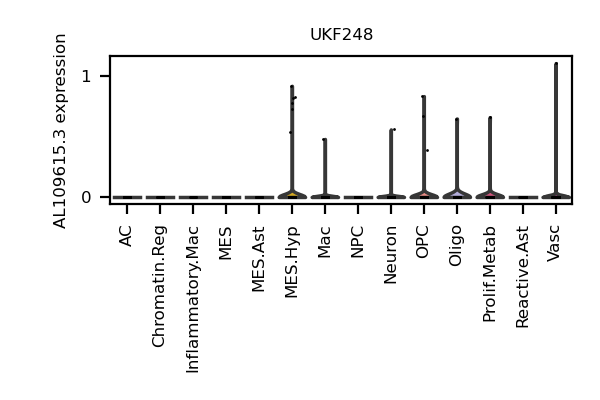 UKF248
AL109615.3 expression
1
0
AC
Chromatin.Reg
Inflammatory.Mac
MES
MES.Ast
MES.Hyp
Mac
NPC
Neuron
OPC
Oligo
Prolif.Metab
Reactive.Ast
Vasc